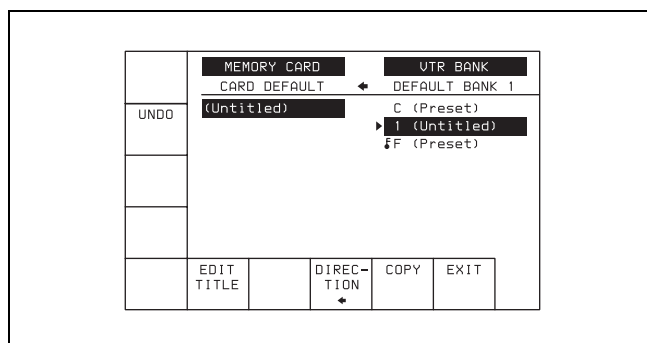 MEMORY CARD VTR BANK
CARD DEFAULT ← DEFAULT BANK 1
UNDO (Untitled) C (Preset)
▶ 1 (Untitled)
F (Preset)
EDIT TITLE DIREC-TION ← COPY EXIT